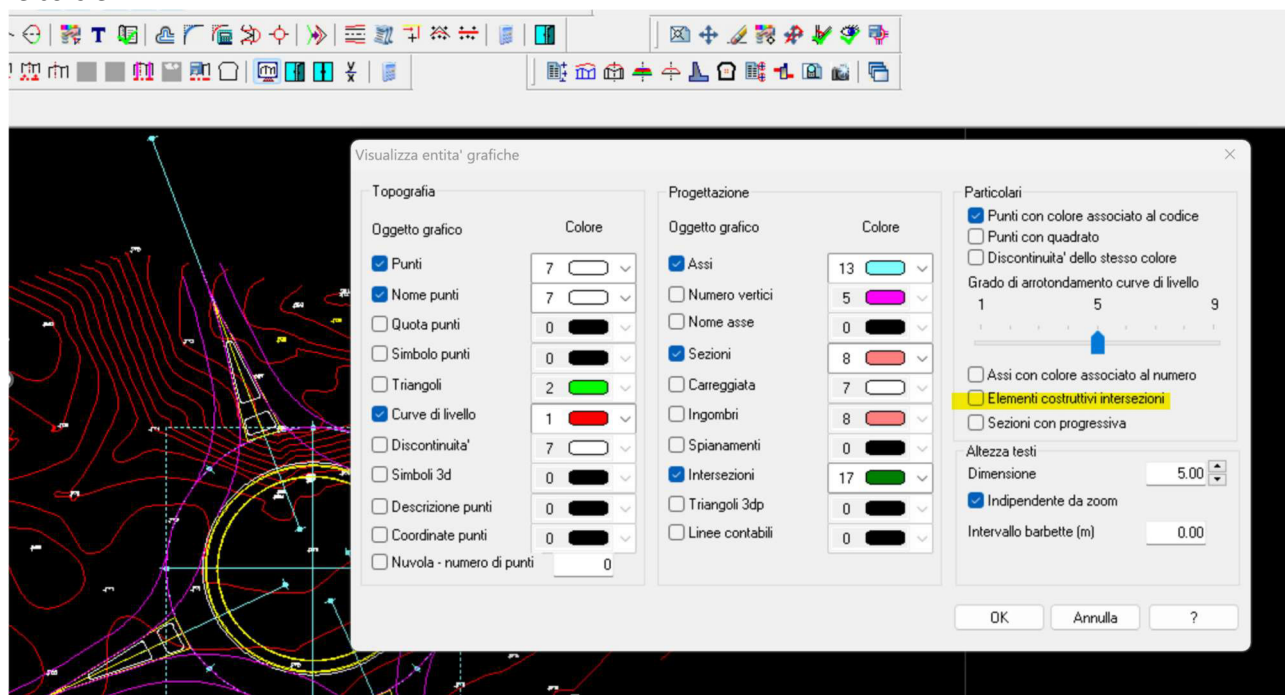 Visualizza entita' grafiche
Topografia
Oggetto grafico Colore
Punti 7
Nome punti 7
Quota punti 0
Simbolo punti 0
Triangoli 2
Curve di livello 1
Discontinuita' 7
Simboli 3d 0
Descrizione punti 0
Coordinate punti 0
Nuvola - numero di punti 0
Progettazione
Oggetto grafico Colore
Assi 13
Numero vertici 5
Nome asse 0
Sezioni 8
Carreggiata 7
Ingombri 8
Spianamenti 0
Intersezioni 17
Triangoli 3dp 0
Linee contabili 0
Particolari
Punti con colore associato al codice
Punti con quadrato
Discontinuita' dello stesso colore
Grado di arrotondamento curve di livello
1 5 9
Assi con colore associato al numero
Elementi costruttivi intersezioni
Sezioni con progressiva
Altezza testi
Dimensione 5.00
Indipendente da zoom
Intervallo barbette (m) 0.00
OK Annulla ?